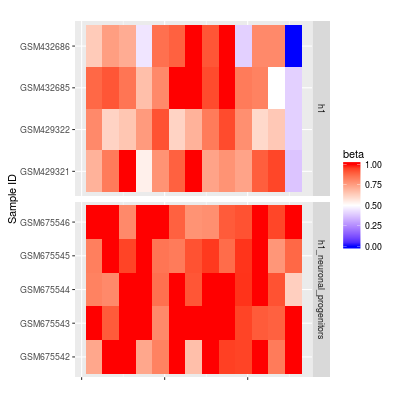 Sample ID
GSM432686
GSM432685
GSM429322
GSM429321
h1
GSM675546
GSM675545
GSM675544
GSM675543
GSM675542
h1_neuronal_progenitors
beta
1.00
0.75
0.50
0.25
0.00